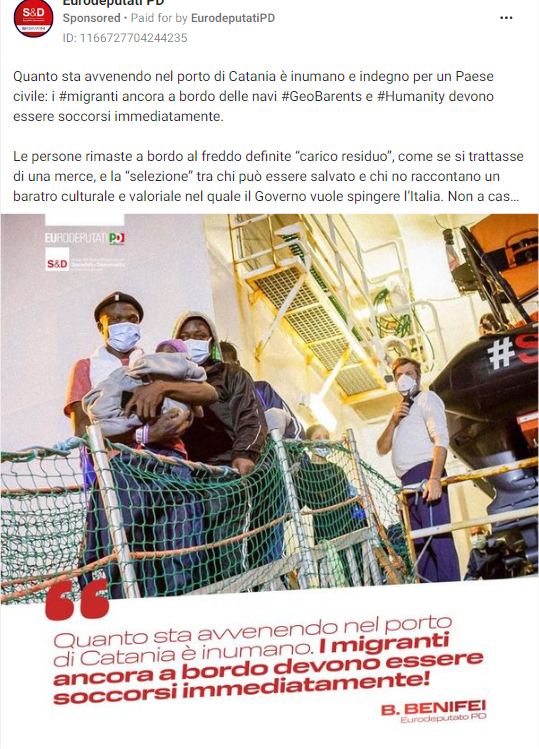 Eurodeputati PD
Sponsored • Paid for by EurodeputatiPD
ID: 1166727704244235
Quanto sta avvenendo nel porto di Catania è inumano e indegno per un Paese
civile: i #migranti ancora a bordo delle navi #GeoBarents e #Humanity devono
essere soccorsi immediatamente.
Le persone rimaste a bordo al freddo definite “carico residuo”, come se si trattasse
di una merce, e la “selezione” tra chi può essere salvato e chi no raccontano un
baratro culturale e valoriale nel quale il Governo vuole spingere l’Italia. Non a cas...
EURODEPUTATI PD
S&D
#S
Quanto sta avvenendo nel porto
di Catania è inumano. I migranti
ancora a bordo devono essere
soccorsi immediatamente!
B. BENIFEI
Eurodeputato PD